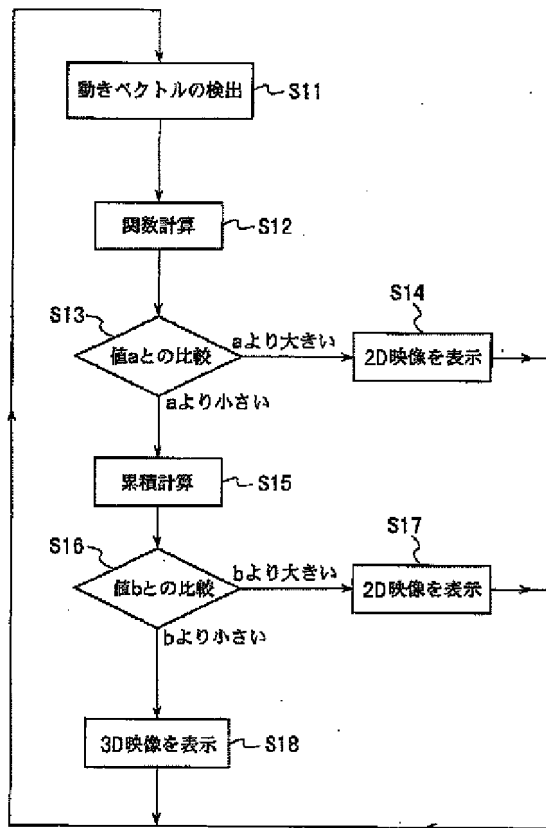 動きベクトルの検出
S11
関数計算
S12
S13
値aとの比較
aより大きい
S14
2D映像を表示
aより小さい
累積計算
S15
S16
値bとの比較
bより大きい
S17
2D映像を表示
bより小さい
3D映像を表示
S18